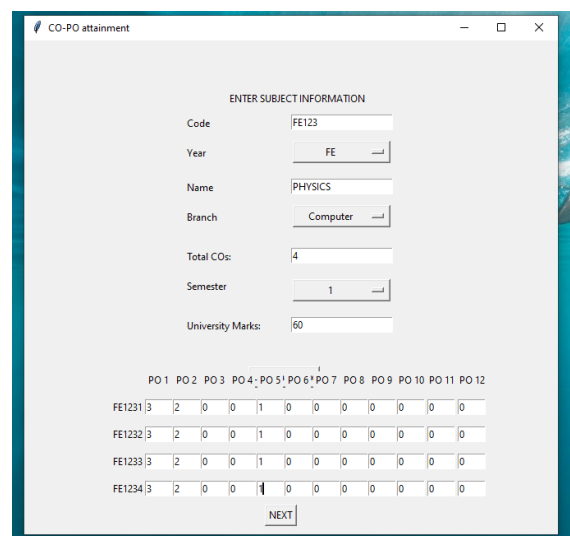 CO-PO attainment
ENTER SUBJECT INFORMATION
Code FE123
Year FE
Name PHYSICS
Branch Computer
Total COs: 4
Semester 1
University Marks: 60
PO 1 PO 2 PO 3 PO 4 PO 5 PO 6 PO 7 PO 8 PO 9 PO 10 PO 11 PO 12
FE1231 3 2 0 0 1 0 0 0 0 0 0 0
FE1232 3 2 0 0 1 0 0 0 0 0 0 0
FE1233 3 2 0 0 1 0 0 0 0 0 0 0
FE1234 3 2 0 0 1 0 0 0 0 0 0 0
NEXT